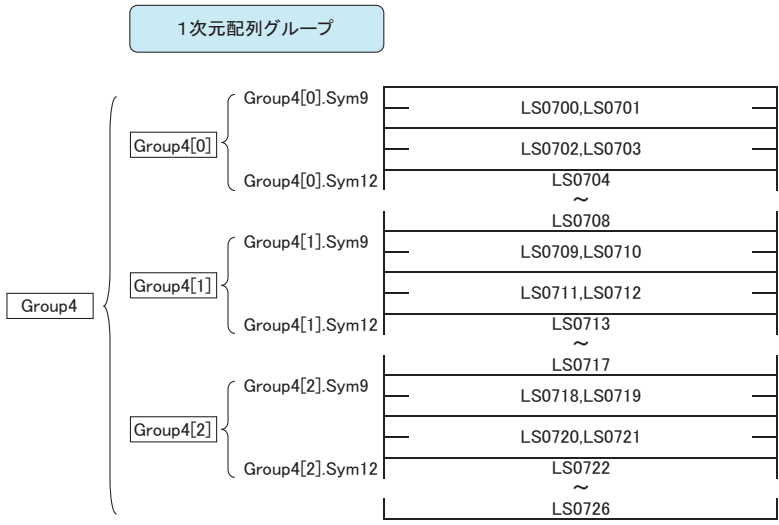 1次元配列グループ
Group4[0].Sym9
LS0700,LS0701
Group4[0]
LS0702,LS0703
Group4[0].Sym12
LS0704
~
LS0708
Group4[1].Sym9
LS0709,LS0710
Group4[1]
LS0711,LS0712
Group4
Group4[1].Sym12
LS0713
~
LS0717
Group4[2].Sym9
LS0718,LS0719
Group4[2]
LS0720,LS0721
Group4[2].Sym12
LS0722
~
LS0726